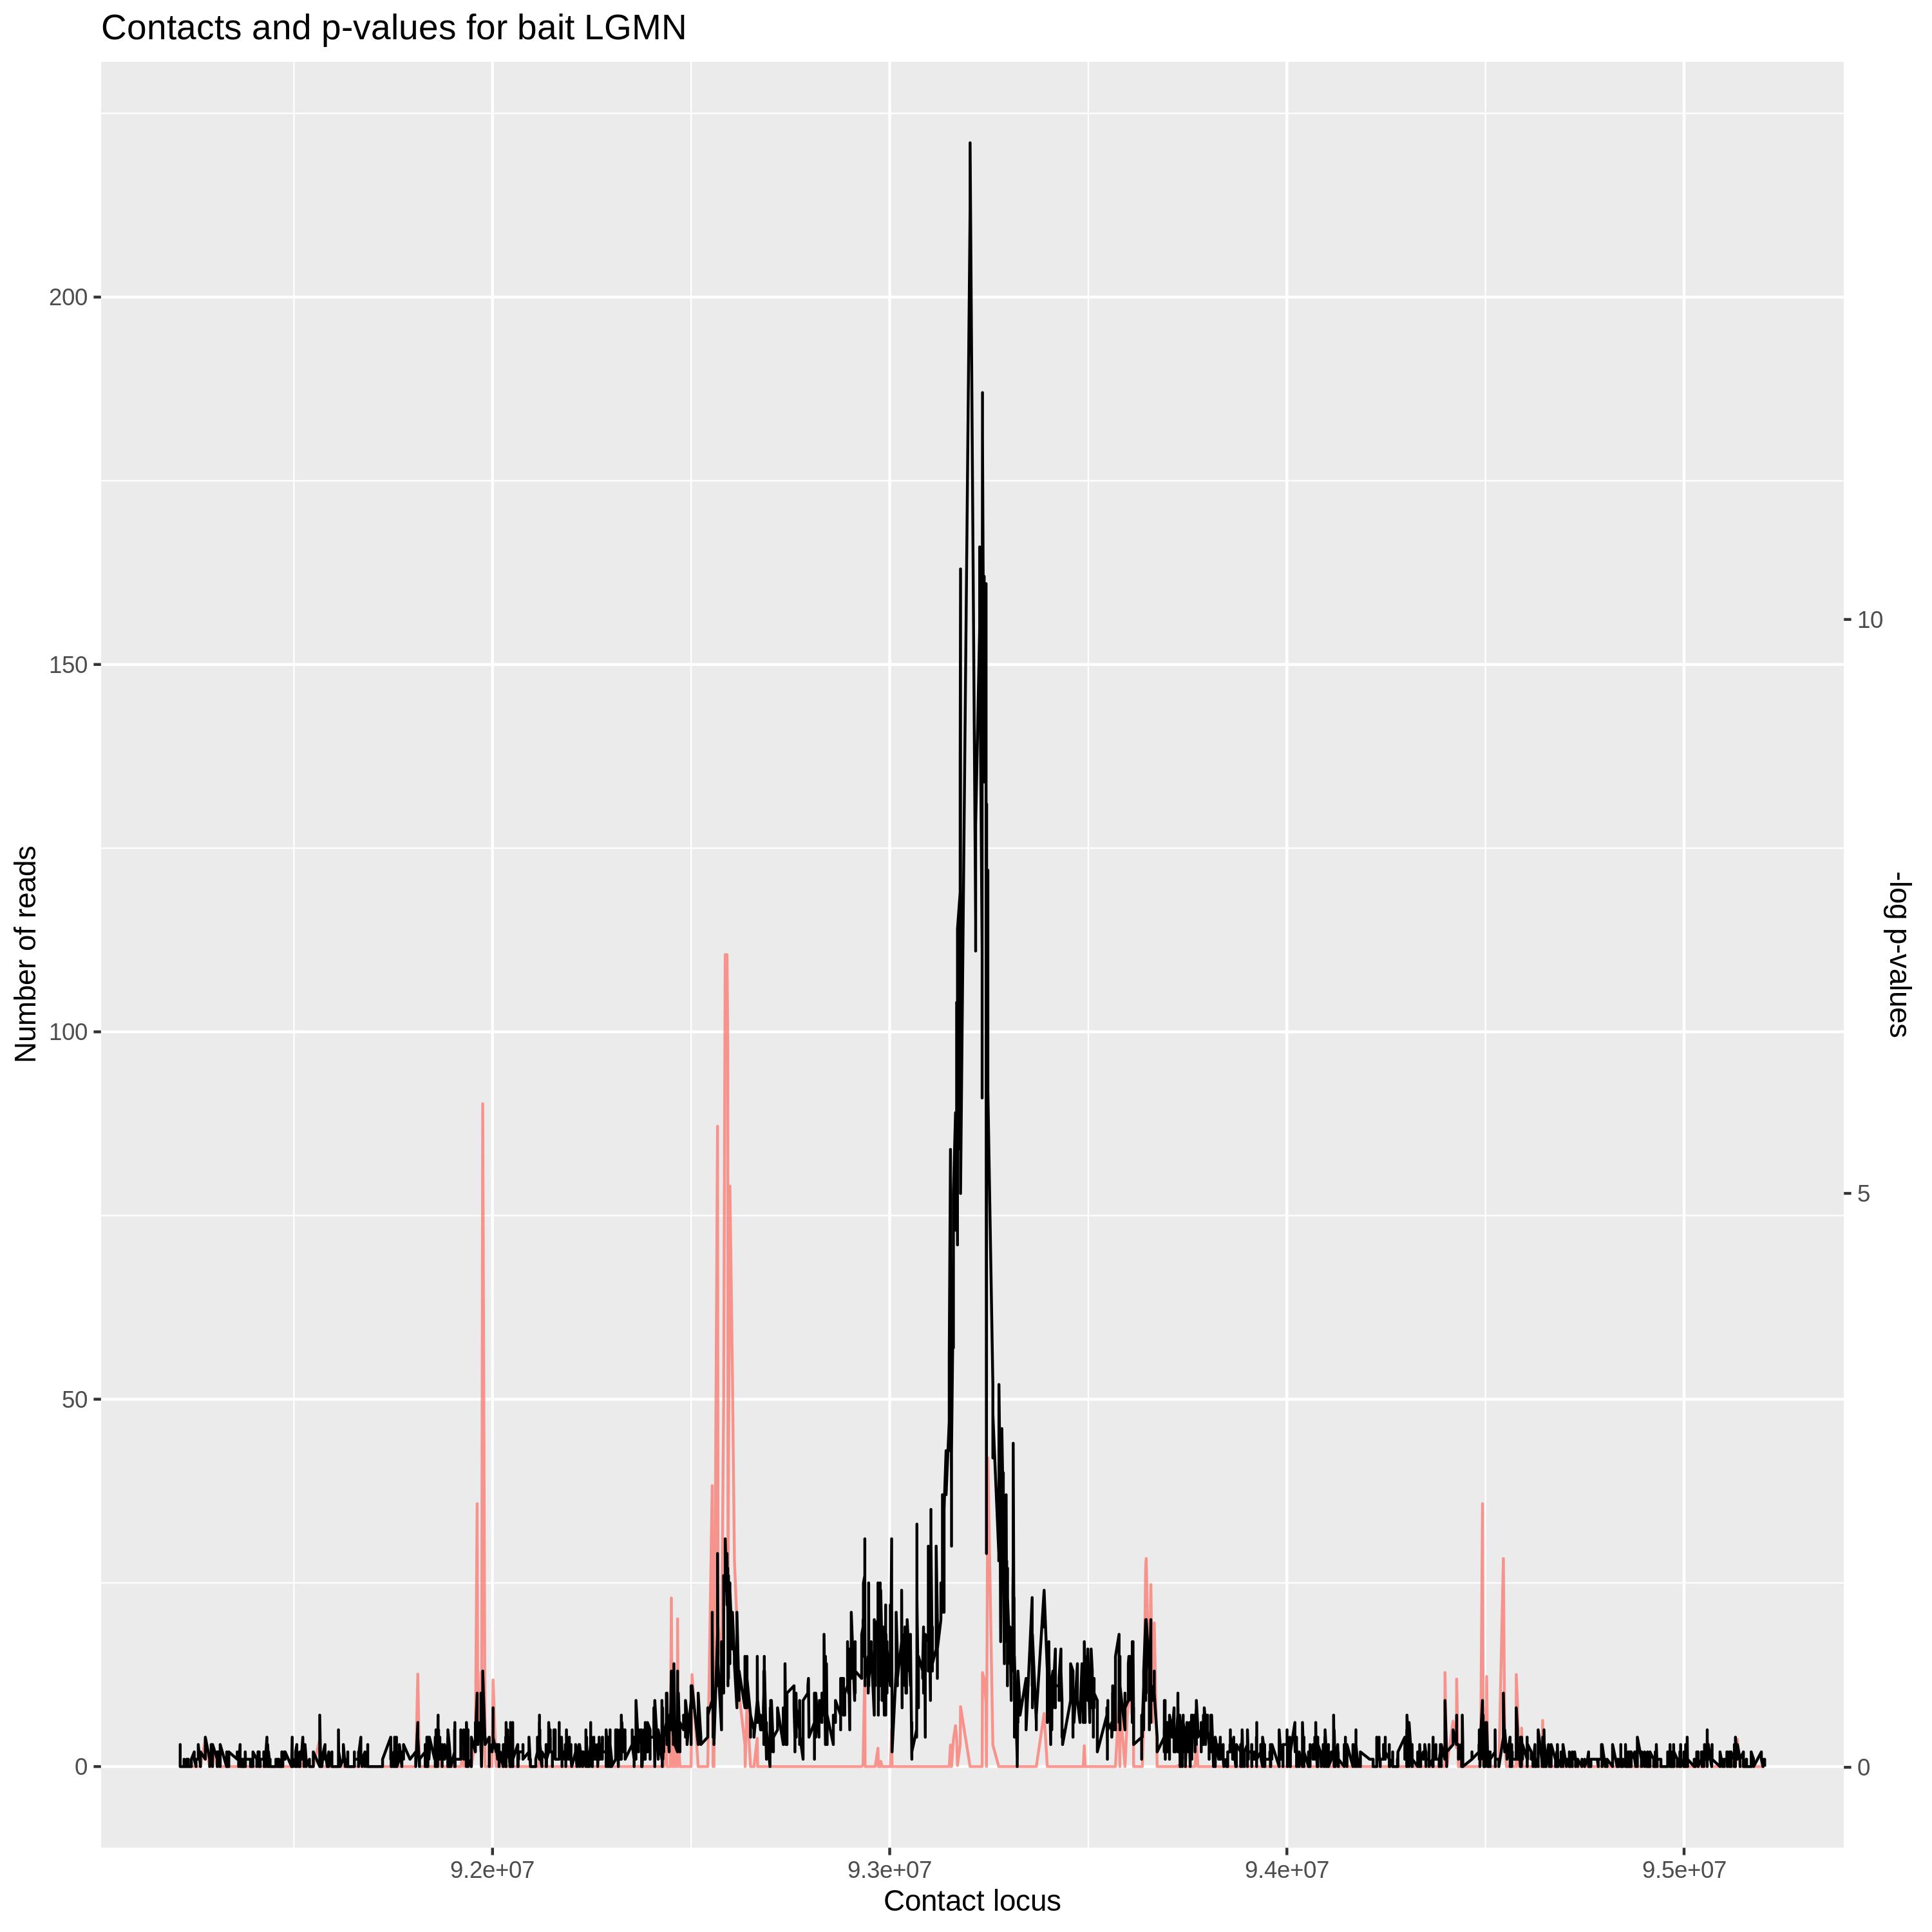 Contacts and p-values for bait LGMN
200
150
100
50
0
Number of reads
10
5
0
-log p-values
9.2e+07
9.3e+07
9.4e+07
9.5e+07
Contact locus